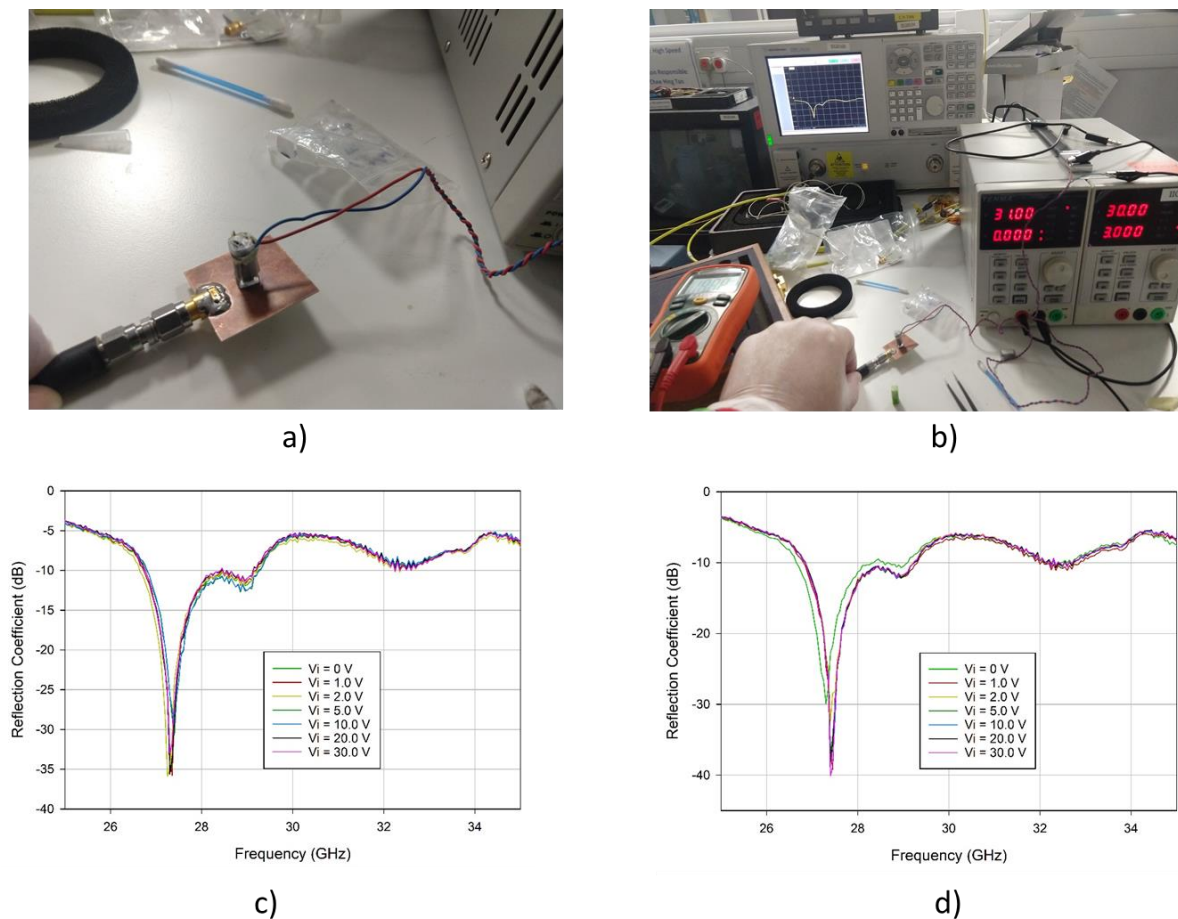 High Speed
31.00
0.000
30.00
3.000
a)
b)
0
-5
-10
-15
-20
-25
-30
-35
-40
Reflection Coefficient (dB)
Vi = 0 V
Vi = 1.0 V
Vi = 2.0 V
Vi = 5.0 V
Vi = 10.0 V
Vi = 20.0 V
Vi = 30.0 V
26
28
30
32
34
Frequency (GHz)
c)
0
-10
-20
-30
-40
Reflection Coefficient (dB)
Vi = 0 V
Vi = 1.0 V
Vi = 2.0 V
Vi = 5.0 V
Vi = 10.0 V
Vi = 20.0 V
Vi = 30.0 V
26
28
30
32
34
Frequency (GHz)
d)